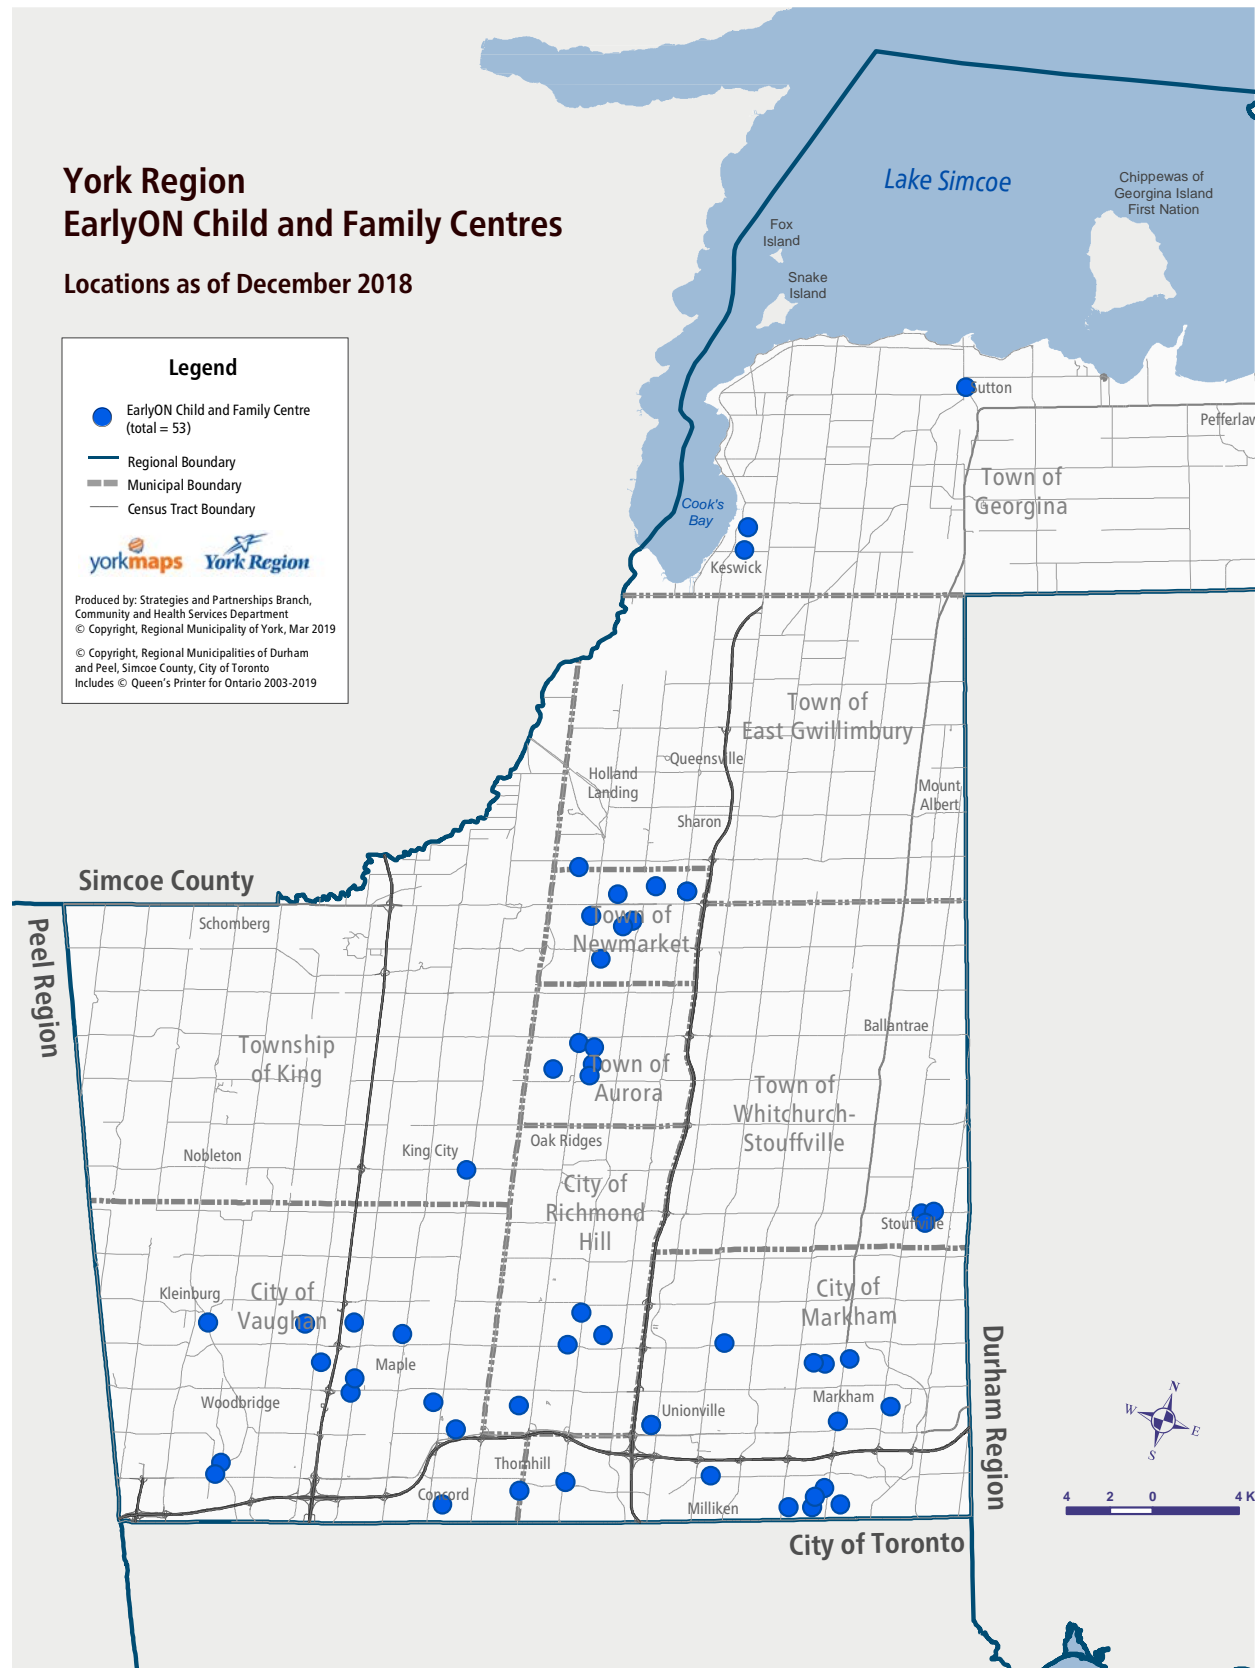 York Region
EarlyON Child and Family Centres
Locations as of December 2018
Legend
EarlyON Child and Family Centre
(total = 53)
Regional Boundary
Municipal Boundary
Census Tract Boundary
yorkmaps
York Region
Produced by: Strategies and Partnerships Branch,
Community and Health Services Department
© Copyright, Regional Municipality of York, Mar 2019
© Copyright, Regional Municipalities of Durham
and Peel, Simcoe County, City of Toronto
Includes © Queen's Printer for Ontario 2003-2019
Lake Simcoe
Chippewas of
Georgina Island
First Nation
Fox
Island
Snake
Island
Sutton
Pefferlaw
Town of
Georgina
Cook's
Bay
Keswick
Town of
East Gwillimbury
Queensville
Holland
Landing
Mount
Albert
Sharon
Simcoe County
Peel Region
Schomberg
Town of
Newmarket
Ballantrae
Township
of King
Town of
Aurora
Town of
Whitchurch-
Stouffville
Oak Ridges
King City
Nobleton
City of
Richmond
Hill
Stouffville
Kleinburg
City of
Vaughan
City of
Markham
Maple
Woodbridge
Markham
Unionville
Durham Region
Thornhill
Concord
Milliken
City of Toronto
N
W
E
S
4 2 0 4 K